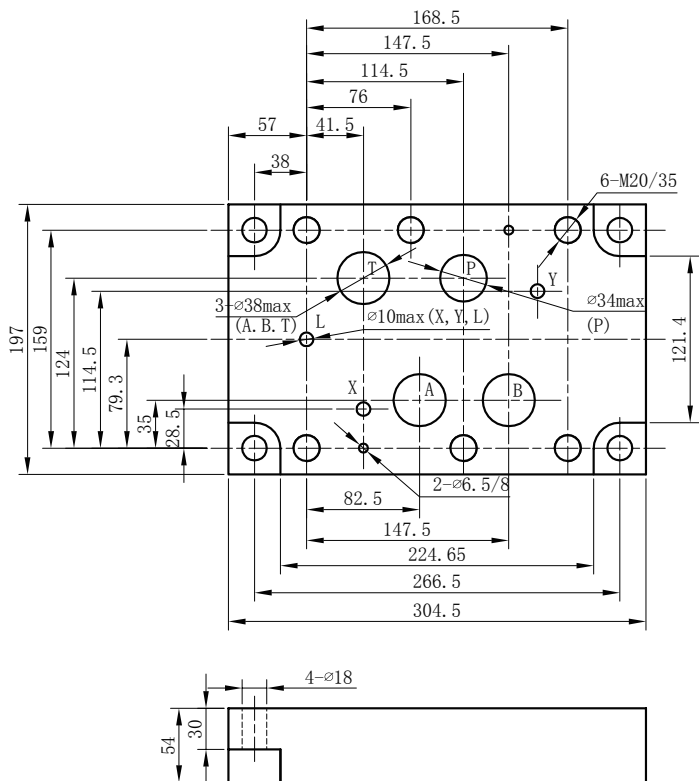 168.5
147.5
114.5
76
57
41.5
38
6-M20/35
T
P
Y
3-⌀38max
(A.B.T)
⌀10max(X,Y,L)
⌀34max
(P)
L
X
A
B
197
159
124
114.5
79.3
35
28.5
121.4
2-⌀6.5/8
82.5
147.5
224.65
266.5
304.5
4-⌀18
30
54